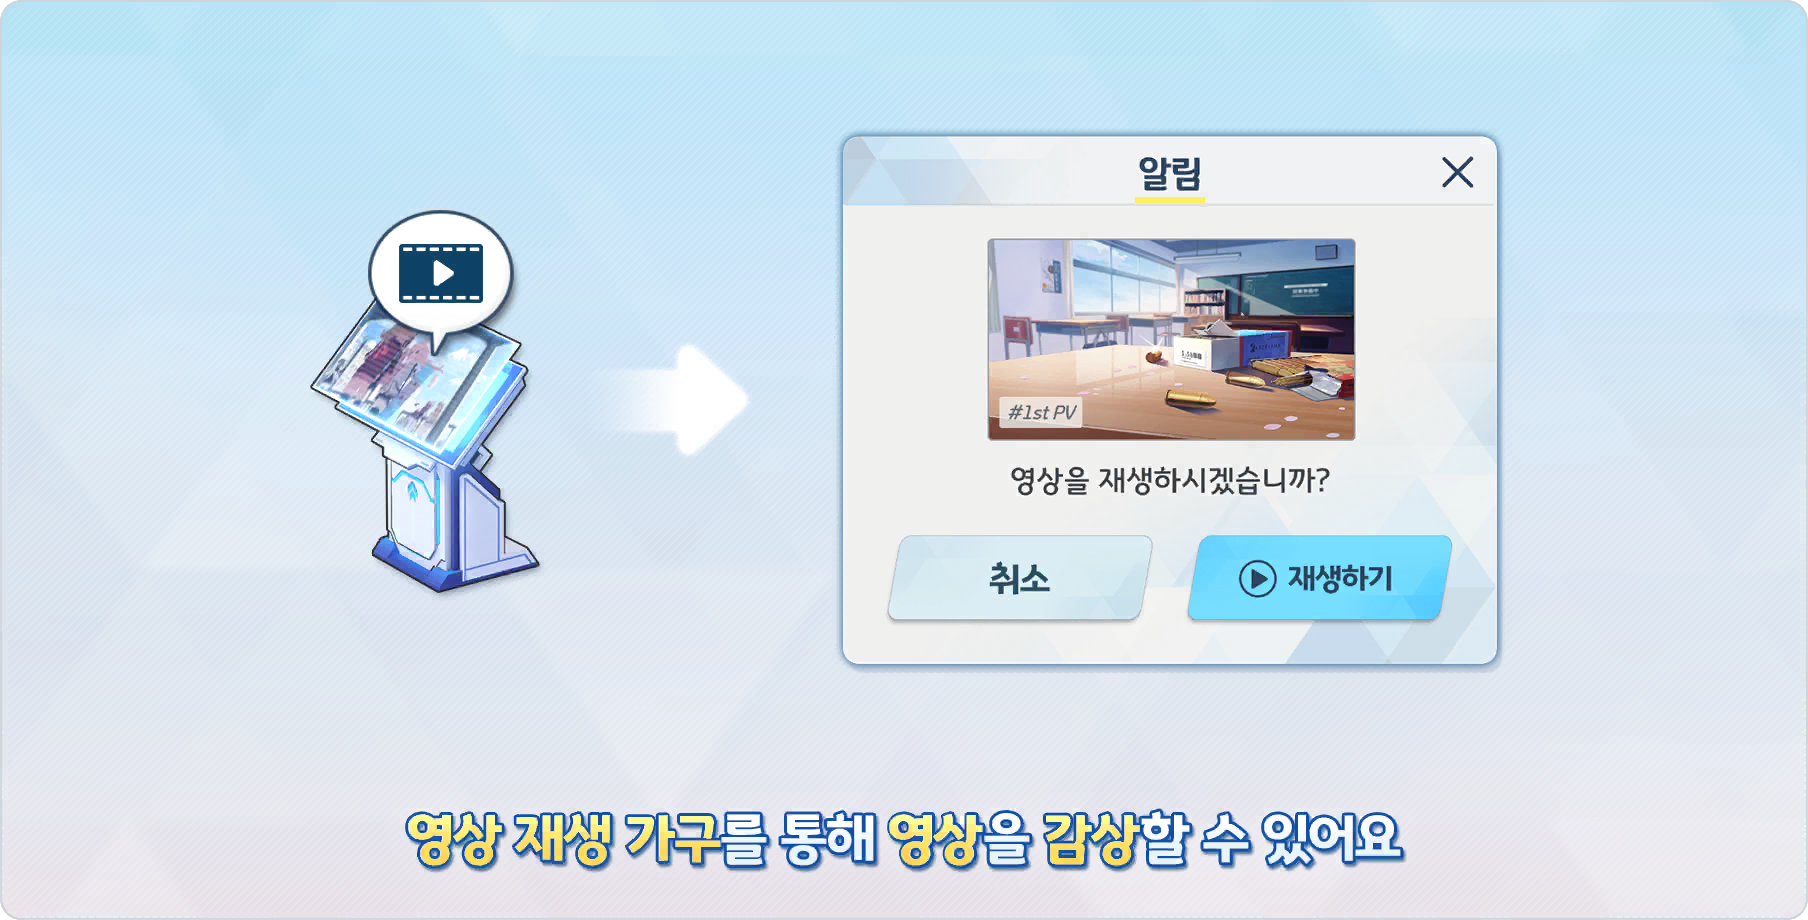 알림
#1st PV
영상을 재생하시겠습니까?
취소
재생하기
영상 재생 가구를 통해 영상을 감상할 수 있어요